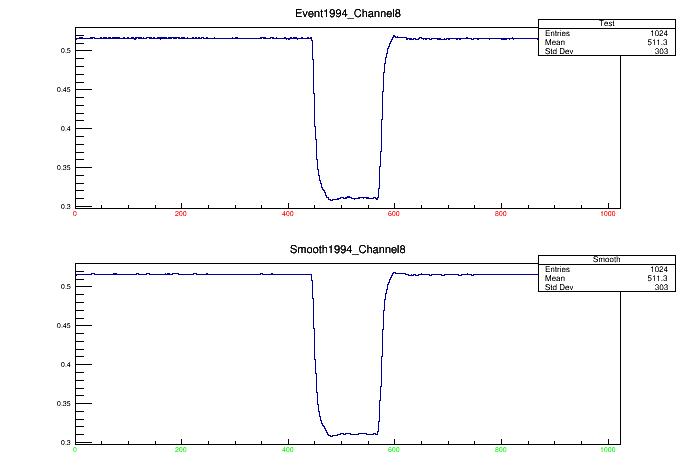 Event1994_Channel8
Test
Entries 1024
Mean 511.3
Std Dev 303
0.5
0.45
0.4
0.35
0.3
0 200 400 600 800 1000
Smooth1994_Channel8
Smooth
Entries 1024
Mean 511.3
Std Dev 303
0.5
0.45
0.4
0.35
0.3
0 200 400 600 800 1000